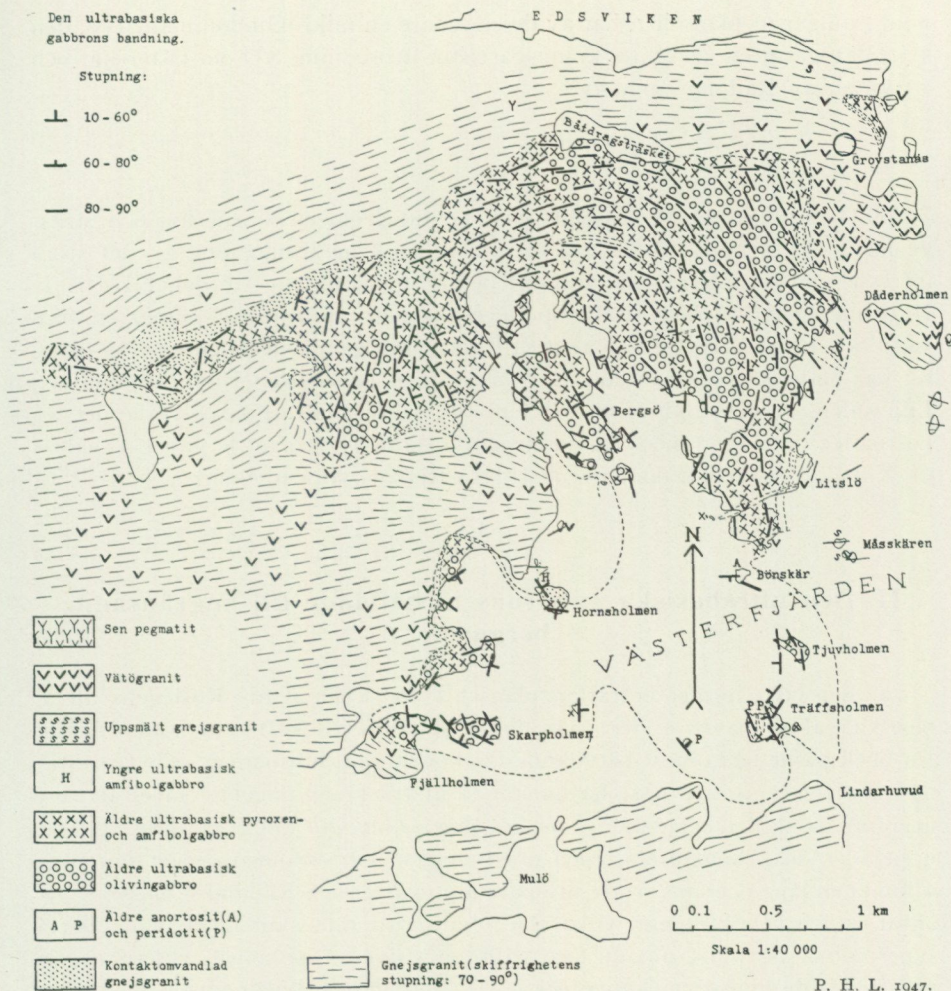 Den ultrabasiska
gabbrons bandning.
Stupning:
10-60°
60-80°
80-90°
EDSVIKEN
S
Y
Båtdragsträsket
Grovstanäs
Dåderholmen
Bergsö
Litslö
N
S
S
Måsskären
A
Bönskär
H
Hornsholmen
VÄSTERFJÄRDEN
Tjuvholmen
PP
Träffsholmen
P
Skarpholmen
Fjällholmen
Lindarhuvud
Mulö
Sen pegmatit
Vätögranit
Uppsmält gnejsgranit
H
Yngre ultrabasisk
amfibolgabbro
Äldre ultrabasisk pyroxen-
och amfibolgabbro
Äldre ultrabasisk
olivingabbro
A P
Äldre anortosit(A)
och peridotit(P)
Kontaktomvandlad
gnejsgranit
Gnejsgranit(skiffrighetens
stupning: 70-90°)
0 0.1 0.5 1 km
Skala 1:40 000
P. H. L. 1947.